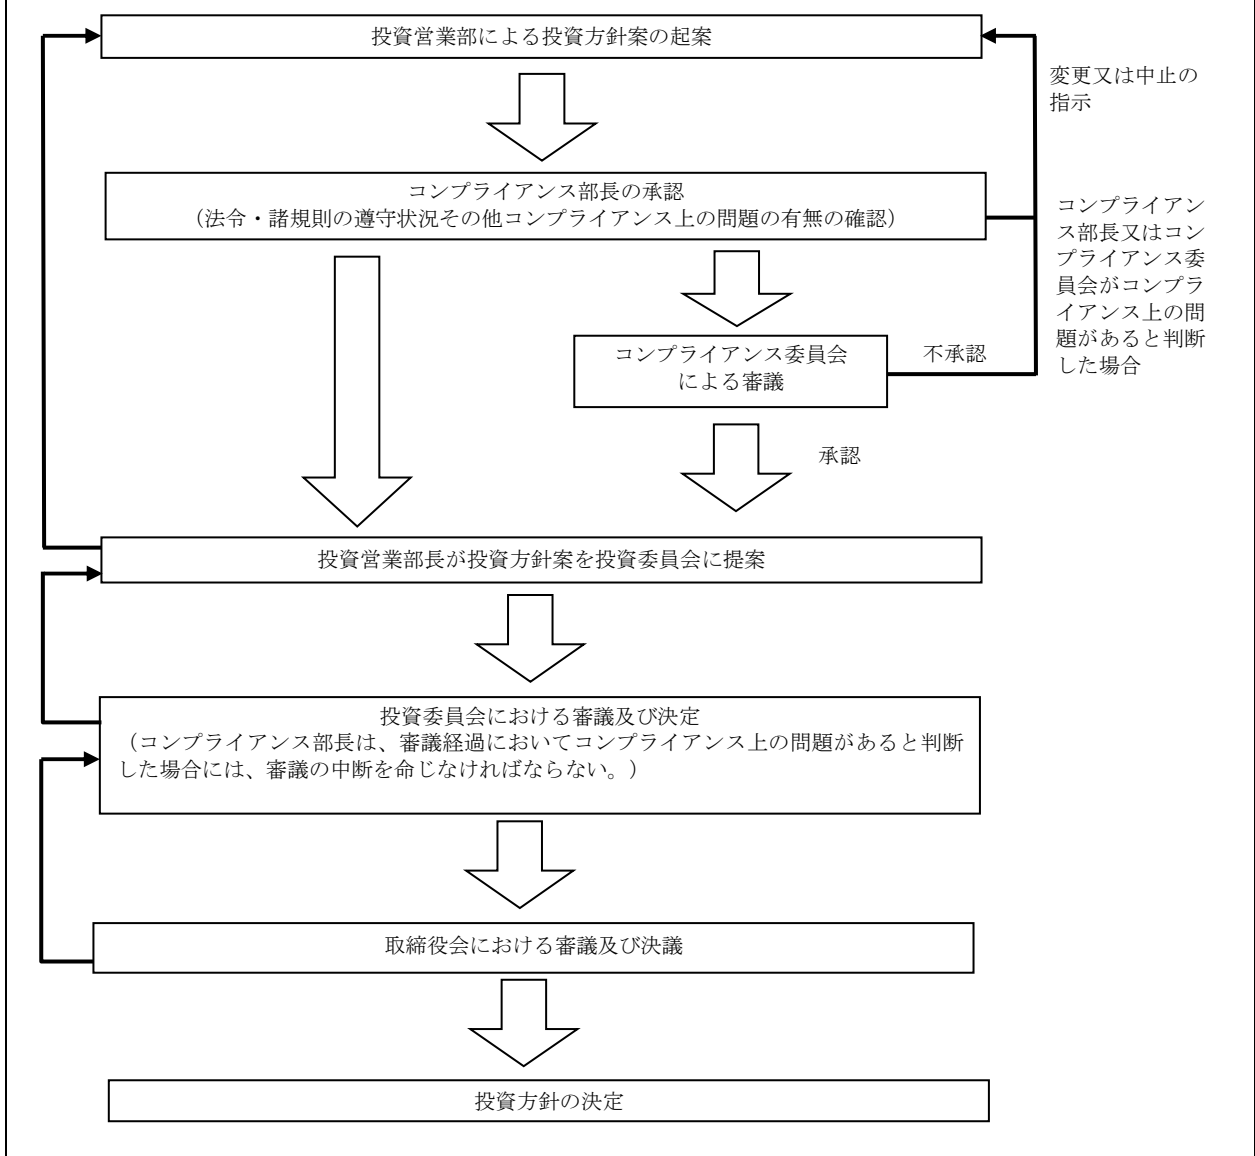 投資営業部による投資方針案の起案
変更又は中止の
指示
コンプライアンス部長の承認
（法令・諸規則の遵守状況その他コンプライアンス上の問題の有無の確認）
コンプライアン
ス部長又はコン
プライアンス委
員会がコンプラ
イアンス上の問
題があると判断
した場合
コンプライアンス委員会
による審議
不承認
承認
投資営業部長が投資方針案を投資委員会に提案
投資委員会における審議及び決定
（コンプライアンス部長は、審議経過においてコンプライアンス上の問題があると判断
した場合には、審議の中断を命じなければならない。）
取締役会における審議及び決議
投資方針の決定